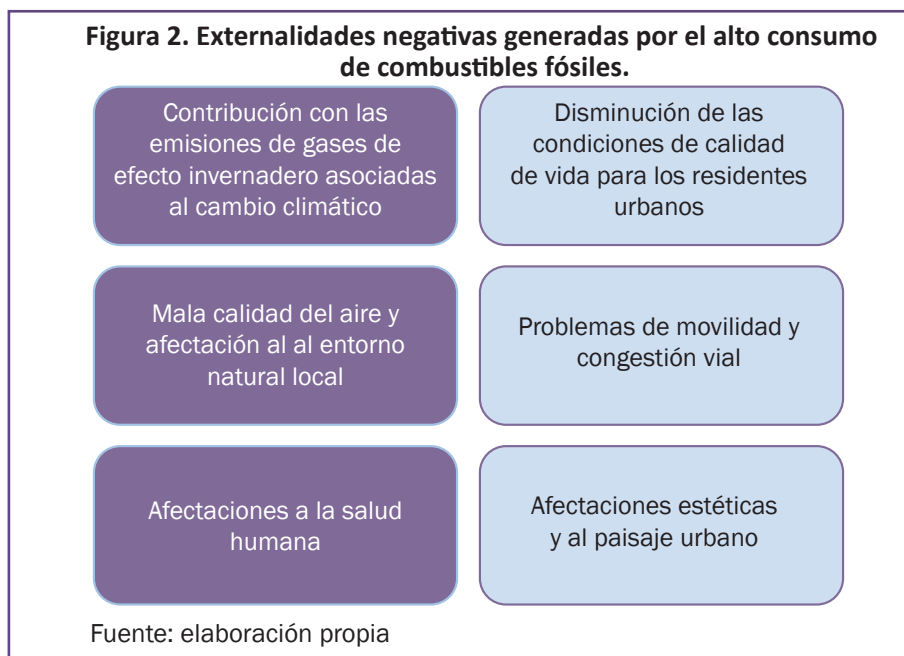 Figura 2. Externalidades negativas generadas por el alto consumo
de combustibles fósiles.
Contribución con las
emisiones de gases de
efecto invernadero asociadas
al cambio climático
Disminución de las
condiciones de calidad
de vida para los residentes
urbanos
Mala calidad del aire y
afectación al al entorno
natural local
Problemas de movilidad y
congestión vial
Afectaciones a la salud
humana
Afectaciones estéticas
y al paisaje urbano
Fuente: elaboración propia